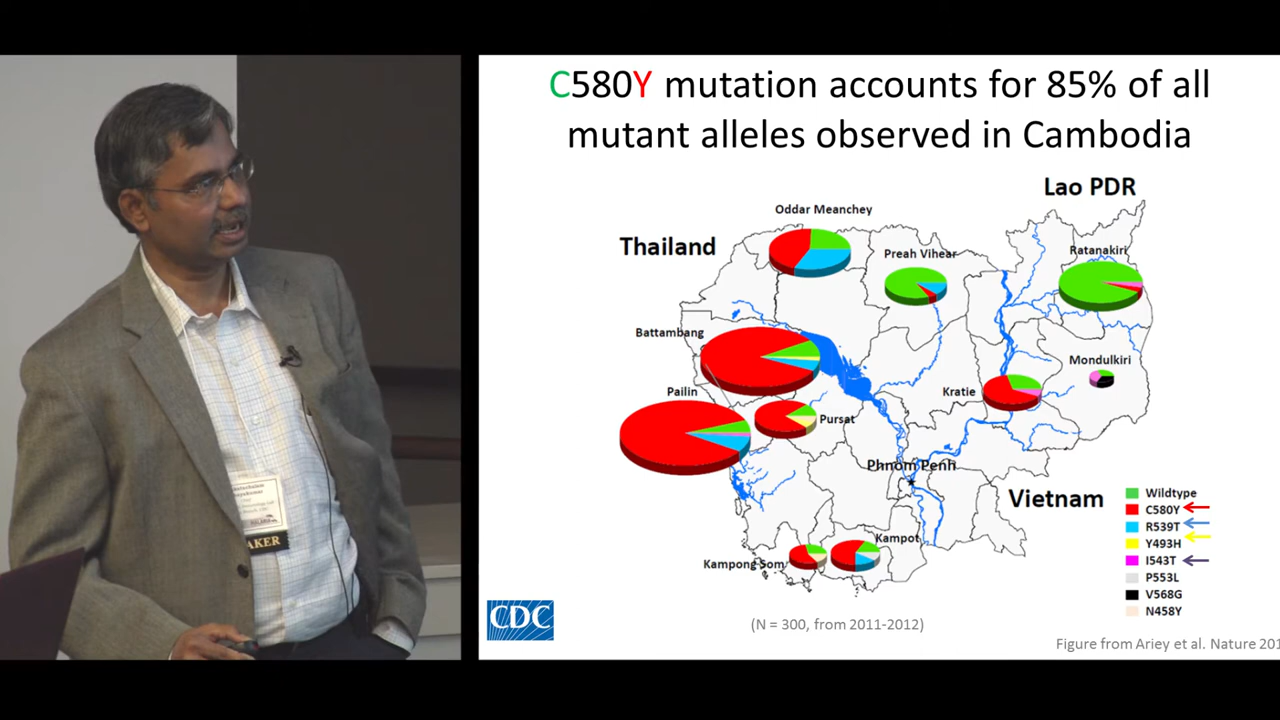 C580Y mutation accounts for 85% of all
mutant alleles observed in Cambodia
Lao PDR
Oddar Meanchey
Thailand
Preah Vihear
Ratanakiri
Battambang
Mondulkiri
Pailin
Kratie
Pursat
Phnom Penh
Vietnam
Wildtype
C580Y
R539T
Y493H
I543T
P553L
V568G
N458Y
Kampot
Kampong Som
CDC
(N = 300, from 2011-2012)
Figure from Ariey et al. Nature 201
AKER